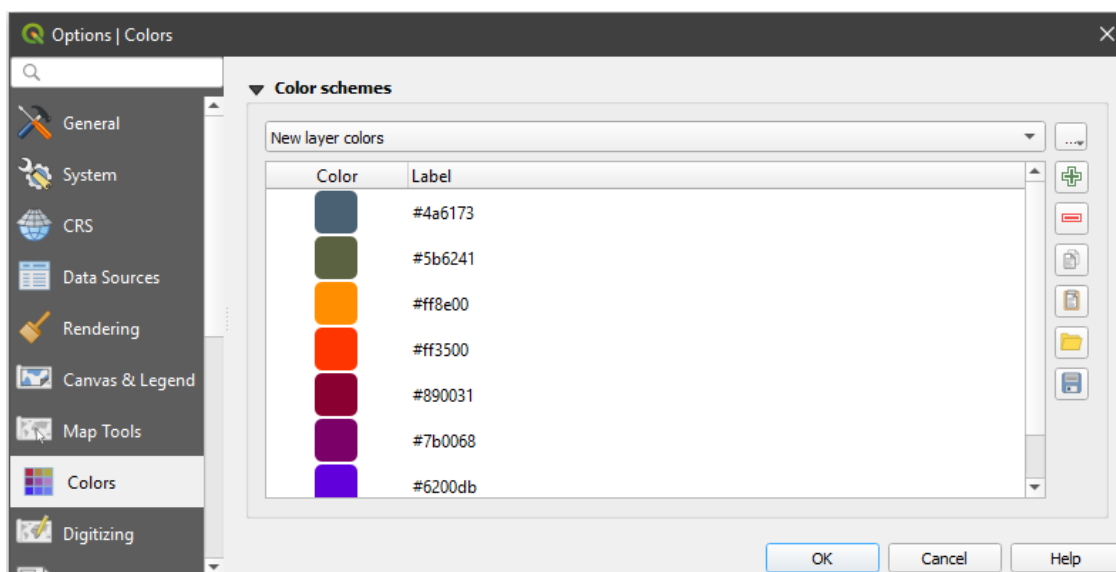 Options | Colors
General
System
CRS
Data Sources
Rendering
Canvas & Legend
Map Tools
Colors
Digitizing
Color schemes
New layer colors
...
Color Label
#4a6173
#5b6241
#ff8e00
#ff3500
#890031
#7b0068
#6200db
OK Cancel Help